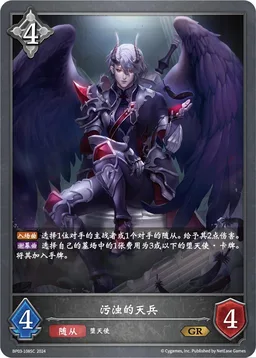 4
入场曲 选择1位对手的主战者或1个对手的随从。给予其2点伤害。
谢幕曲 选择自己的墓场中的1张费用为3或以下的堕天使·卡牌。
将其加入手牌。
污浊的天兵
4
随从 堕天使
GR
4
BP03-108SC 2024
©Cygames, Inc. Published by NetEase Games